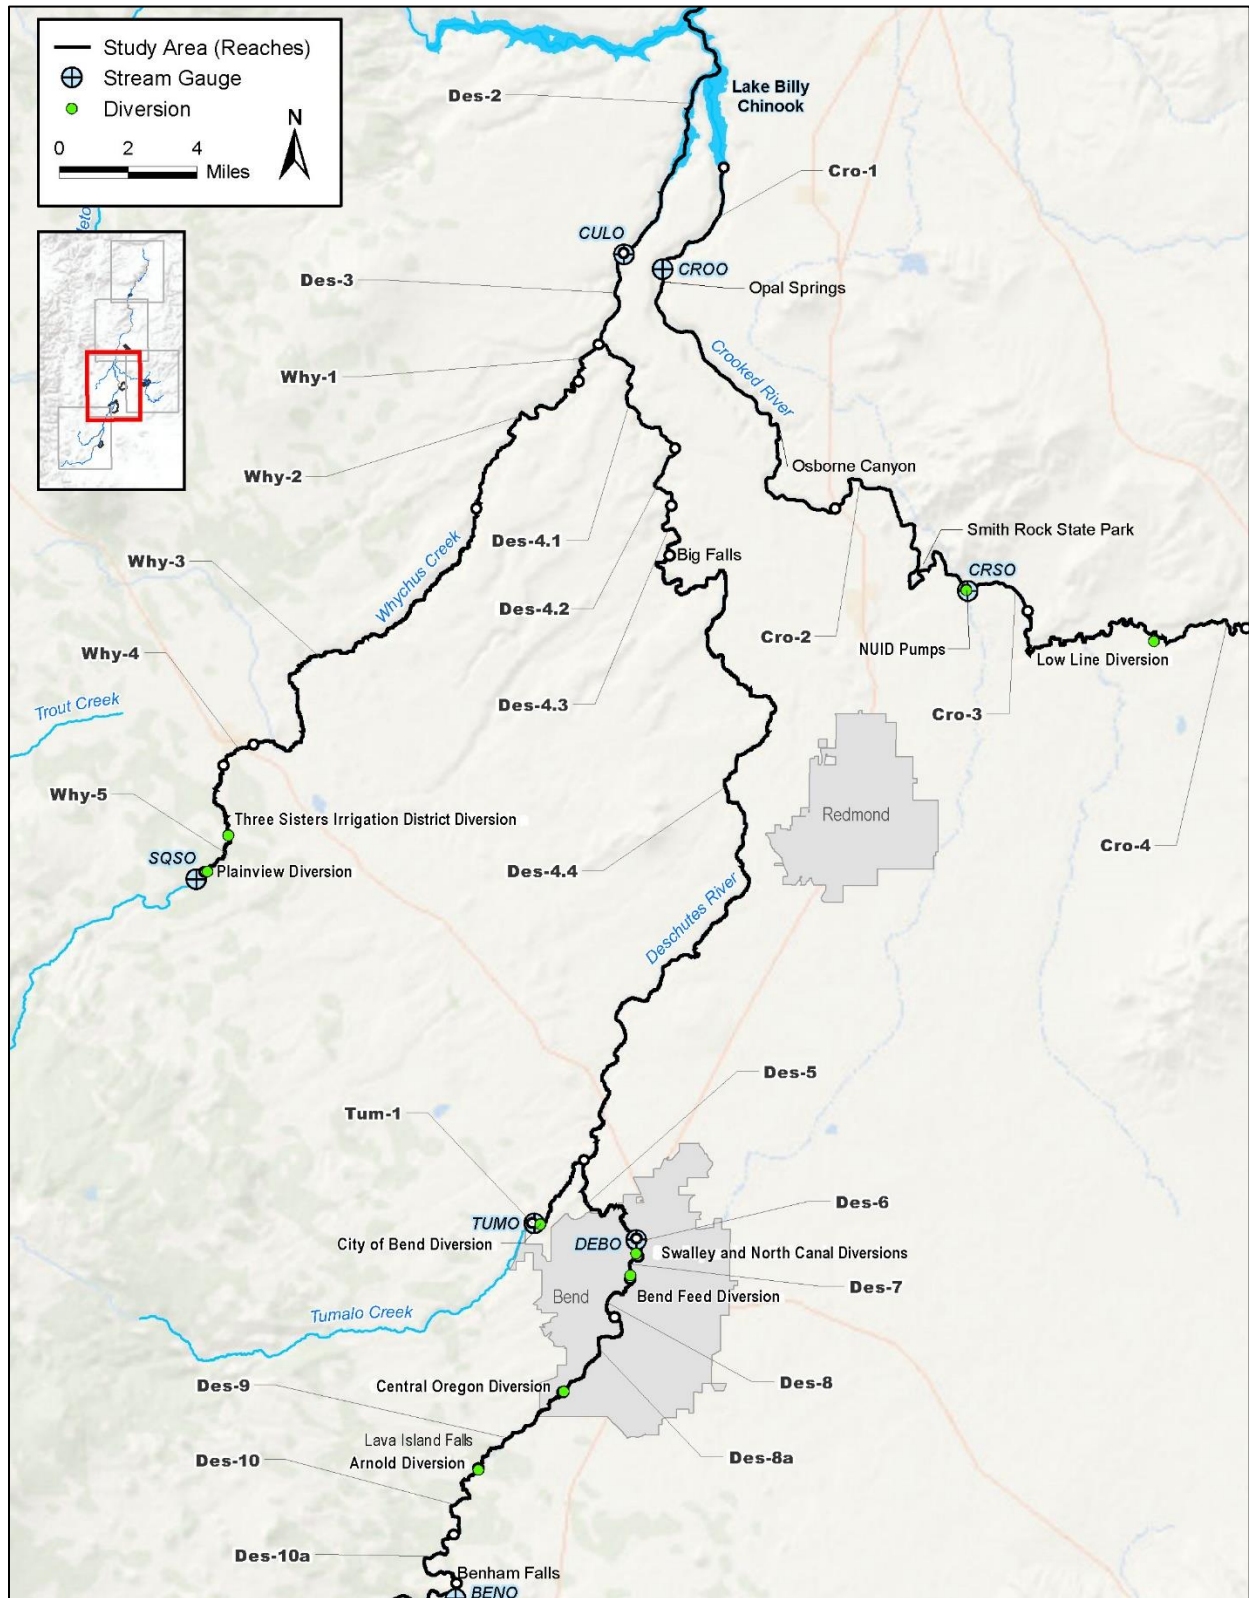 Study Area (Reaches)
Stream Gauge
Diversion
N
0 2 4
Miles
Lake Billy
Chinook
Des-2
Cro-1
CULO
CROO
Des-3
Opal Springs
Why-1
Crooked River
Why-2
Osborne Canyon
Smith Rock State Park
Des-4.1
Big Falls
Why-3
Whychus Creek
CRSO
Des-4.2
Cro-2
NUID Pumps
Low Line Diversion
Why-4
Trout Creek
Des-4.3
Cro-3
Why-5
Three Sisters Irrigation District Diversion
Redmond
SQSO
Plainview Diversion
Des-4.4
Cro-4
Deschutes River
Des-5
Tum-1
Des-6
TUMO
City of Bend Diversion
DEBO
Swalley and North Canal Diversions
Des-7
Bend
Bend Feed Diversion
Tumalo Creek
Des-9
Central Oregon Diversion
Des-8
Lava Island Falls
Des-10
Arnold Diversion
Des-8a
Des-10a
Benham Falls
BENO